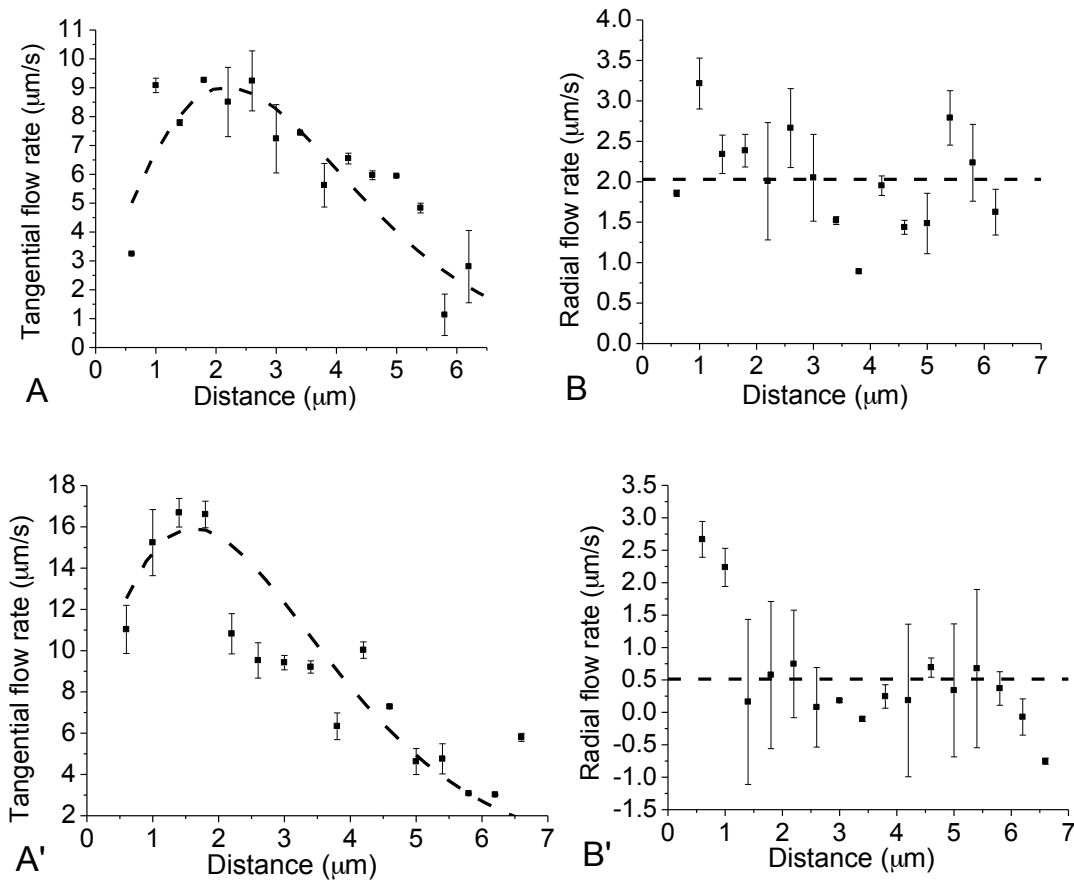 11
10
9
8
7
6
5
4
3
2
1
0
Tangential flow rate (μm/s)
0 1 2 3 4 5 6
Distance (μm)
A
4.0
3.5
3.0
2.5
2.0
1.5
1.0
0.5
0.0
Radial flow rate (μm/s)
0 1 2 3 4 5 6 7
Distance (μm)
B
18
16
14
12
10
8
6
4
2
Tangential flow rate (μm/s)
0 1 2 3 4 5 6 7
Distance (μm)
A'
3.5
3.0
2.5
2.0
1.5
1.0
0.5
0.0
-0.5
-1.0
-1.5
Radial flow rate (μm/s)
0 1 2 3 4 5 6 7
Distance (μm)
B'